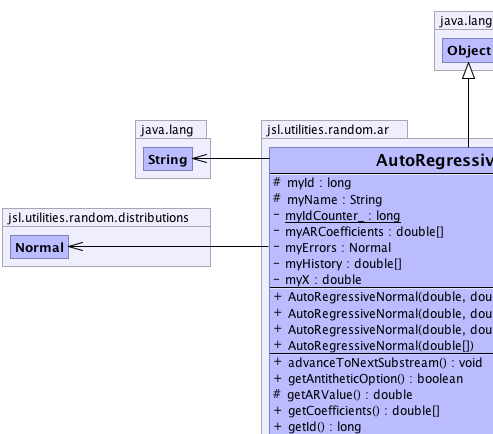 java.lang
Object
java.lang
String
jsl.utilities.random.ar
AutoRegressiv
# myId : long
# myName : String
− myIdCounter_ : long
− myARCoefficients : double[]
− myErrors : Normal
− myHistory : double[]
− myX : double
jsl.utilities.random.distributions
Normal
+ AutoRegressiveNormal(double, dou
+ AutoRegressiveNormal(double, dou
+ AutoRegressiveNormal(double, dou
+ AutoRegressiveNormal(double[])
+ advanceToNextSubstream() : void
+ getAntitheticOption() : boolean
# getARValue() : double
+ getCoefficients() : double[]
+ getId() : long